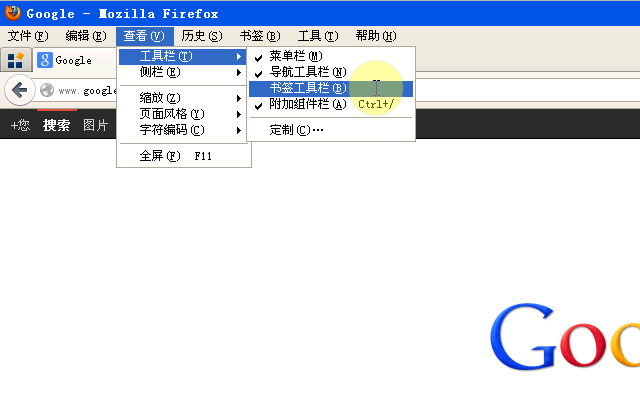 Google - Mozilla Firefox
文件(F) 编辑(E) 查看(V) 历史(S) 书签(B) 工具(T) 帮助(H)
Google
工具栏(T)
侧栏(E)
缩放(Z)
页面风格(Y)
字符编码(C)
全屏(F) F11
菜单栏(M)
导航工具栏(N)
书签工具栏(B)
附加组件栏(A) Ctrl+/
定制(C)…
www.google
+您 搜索 图片
Goo